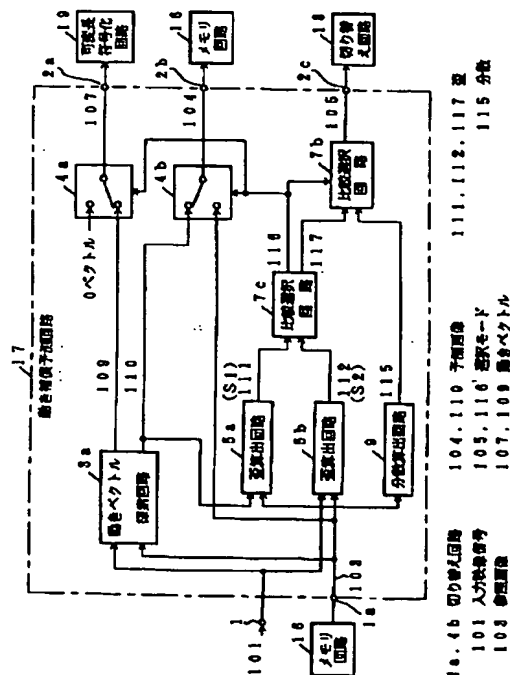 19
可変長
符号化
回路
16
メモリ
回路
18
切り替
え回路
2a
2b
2c
107
104
105
4a
4b
7b
比較選択
回路
0ベクトル
116
117
7c
比較選択
回路
17
動き補償予測回路
109
110
(S1)
111
112
(S2)
115
3a
動きベクトル
探索回路
5a
歪算出回路
5b
歪算出回路
9
分散算出回路
1
101
103
1a
16
メモリ
回路
4a,4b 切り替え回路
101 入力映像信号
103 参照画像
104,110 予測画像
105,116 選択モード
107,109 動きベクトル
111,112,117 歪
115 分散